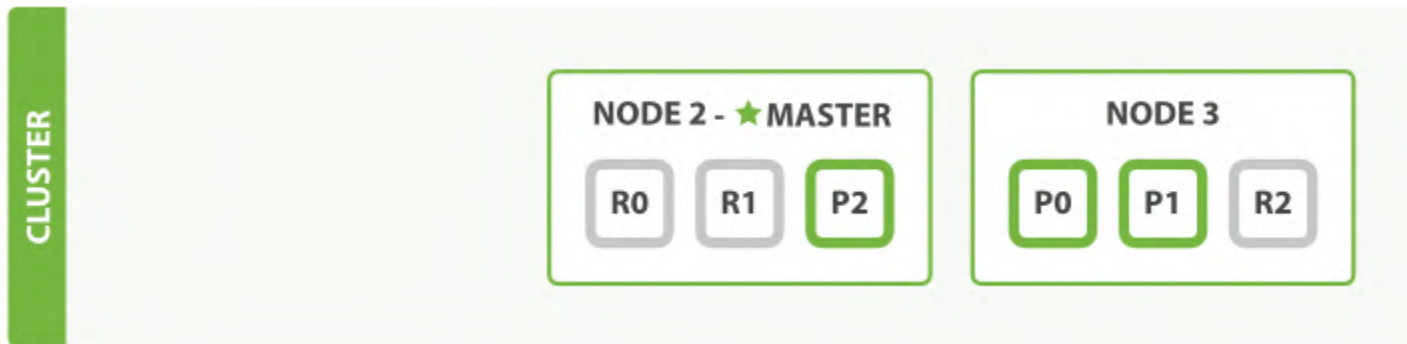 CLUSTER
NODE 2 - ★ MASTER
R0 R1 P2
NODE 3
P0 P1 R2